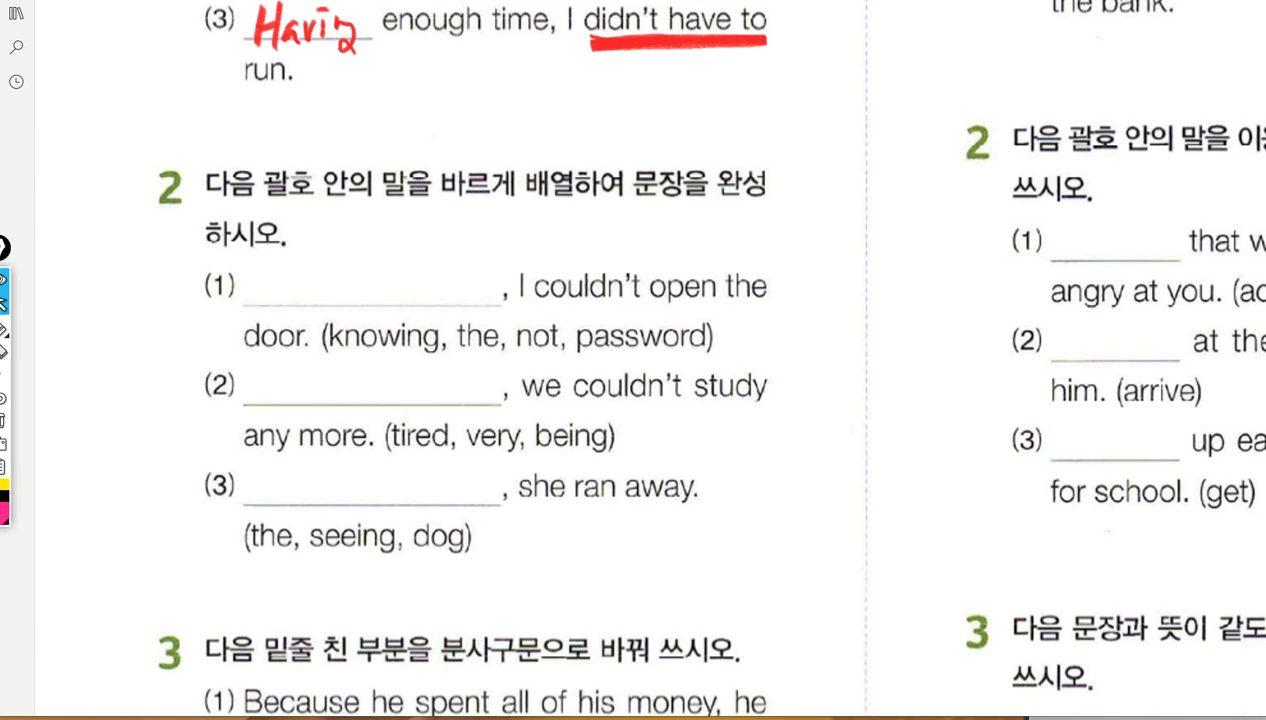 (3) Having enough time, I didn't have to
run.
2 다음 괄호 안의 말을 바르게 배열하여 문장을 완성
하시오.
(1) , I couldn't open the
door. (knowing, the, not, password)
(2) , we couldn't study
any more. (tired, very, being)
(3) , she ran away.
(the, seeing, dog)
3 다음 밑줄 친 부분을 분사구문으로 바꿔 쓰시오.
(1) Because he spent all of his money, he
the bank.
2 다음 괄호 안의 말을
쓰시오.
(1) that
angry at you.
(2) at
him. (arrive)
(3) up
for school. (get)
3 다음 문장과 뜻이 같도
쓰시오.